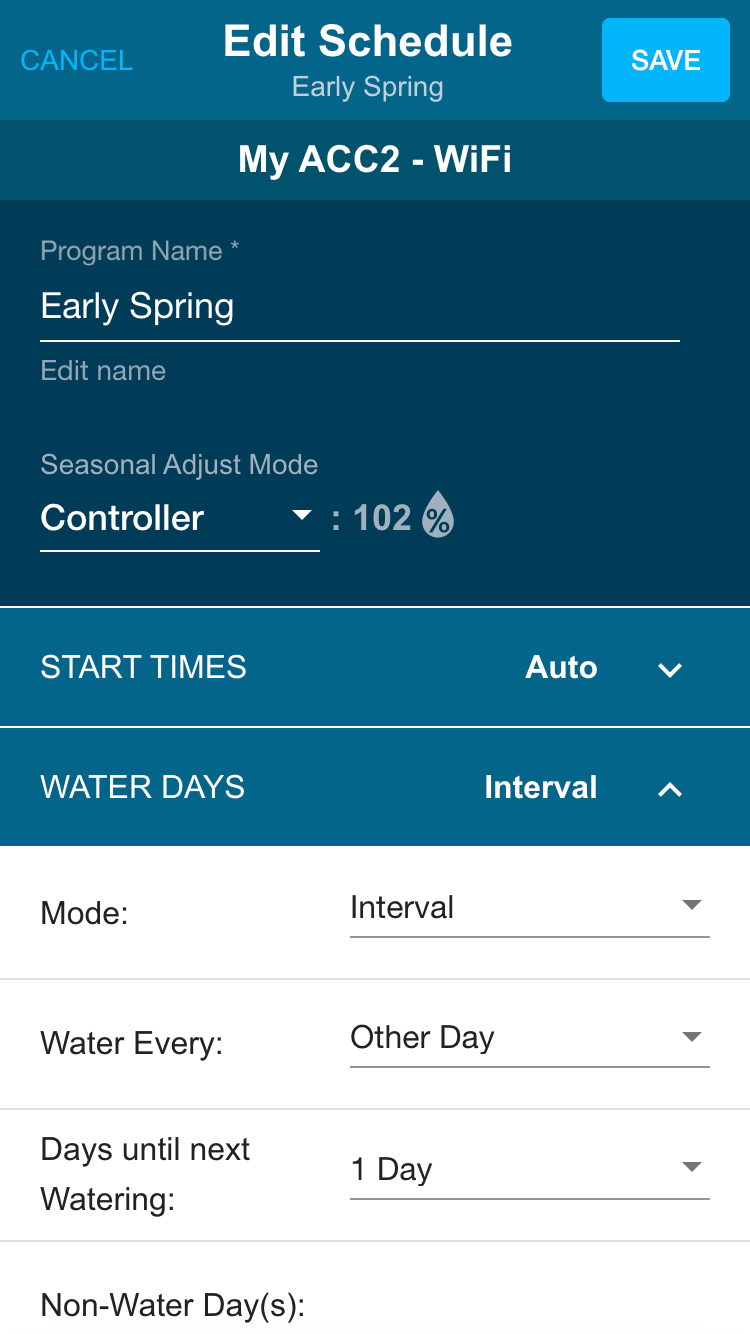 CANCEL
Edit Schedule
Early Spring
SAVE
My ACC2 - WiFi
Program Name *
Early Spring
Edit name
Seasonal Adjust Mode
Controller : 102 %
START TIMES Auto
WATER DAYS Interval
Mode: Interval
Water Every: Other Day
Days until next
Watering: 1 Day
Non-Water Day(s):